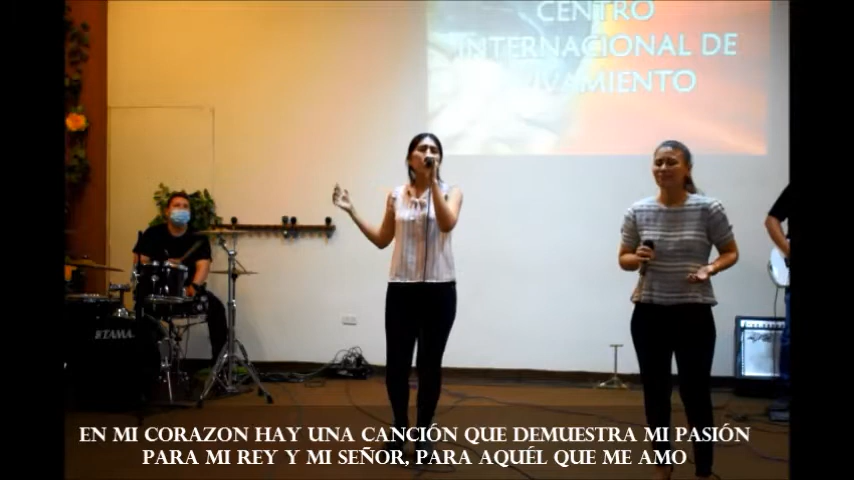 CENTRO
INTERNACIONAL DE
AVIVAMIENTO
TAMA
EN MI CORAZON HAY UNA CANCIÓN QUE DEMUESTRA MI PASIÓN
PARA MI REY Y MI SEÑOR, PARA AQUÉL QUE ME AMO